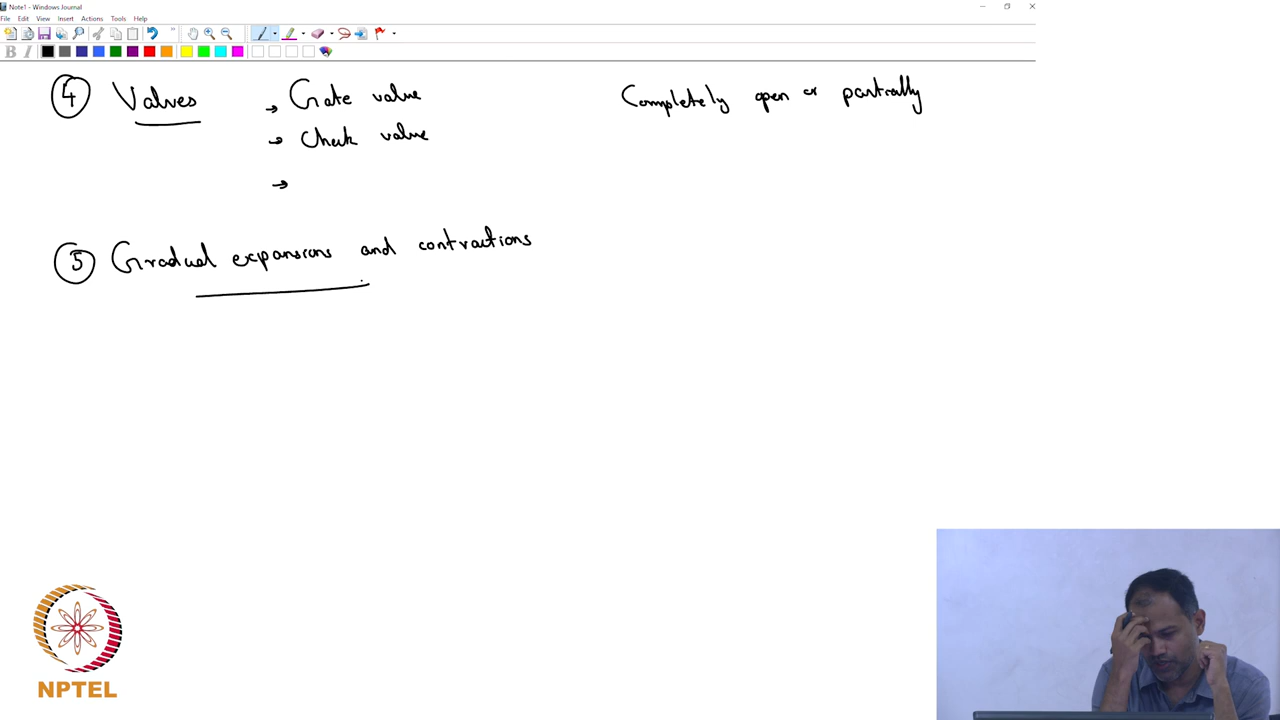 Note1 - Windows Journal
File Edit View Insert Actions Tools Help
④ Valves → Gate valve Completely open or partially
→ Check valve
→
⑤ Gradual expansions and contractions
NPTEL